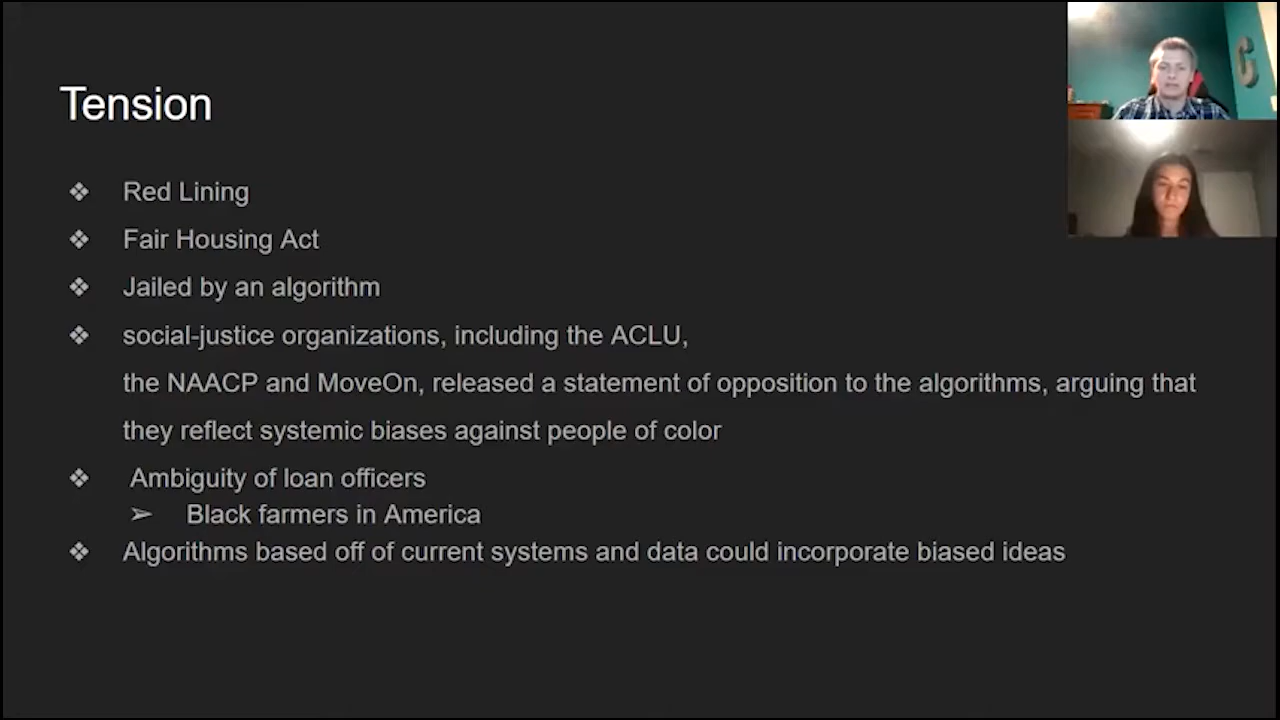 Tension
❖ Red Lining
❖ Fair Housing Act
❖ Jailed by an algorithm
❖ social-justice organizations, including the ACLU,
the NAACP and MoveOn, released a statement of opposition to the algorithms, arguing that
they reflect systemic biases against people of color
❖ Ambiguity of loan officers
➢ Black farmers in America
❖ Algorithms based off of current systems and data could incorporate biased ideas
C